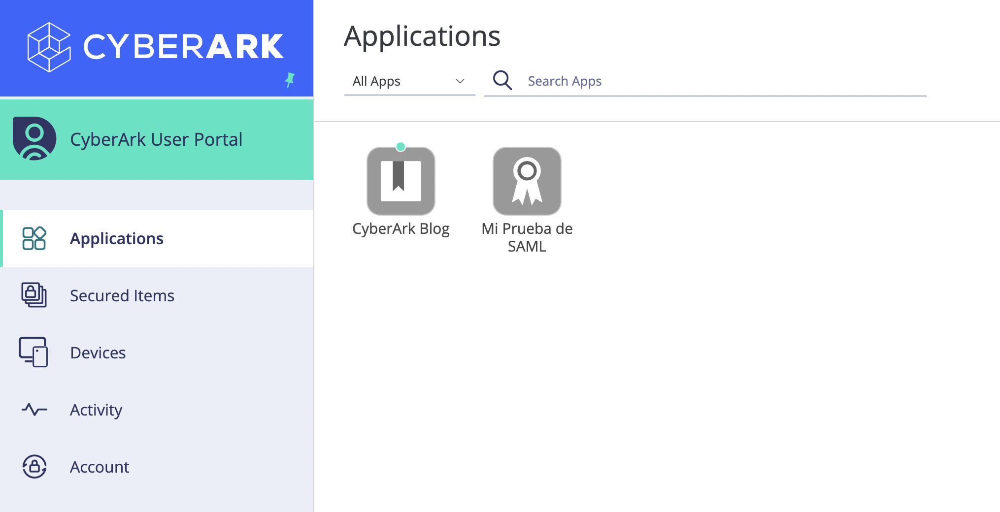 CYBERARK
CyberArk User Portal
Applications
Secured Items
Devices
Activity
Account
Applications
All Apps
Search Apps
CyberArk Blog
Mi Prueba de
SAML